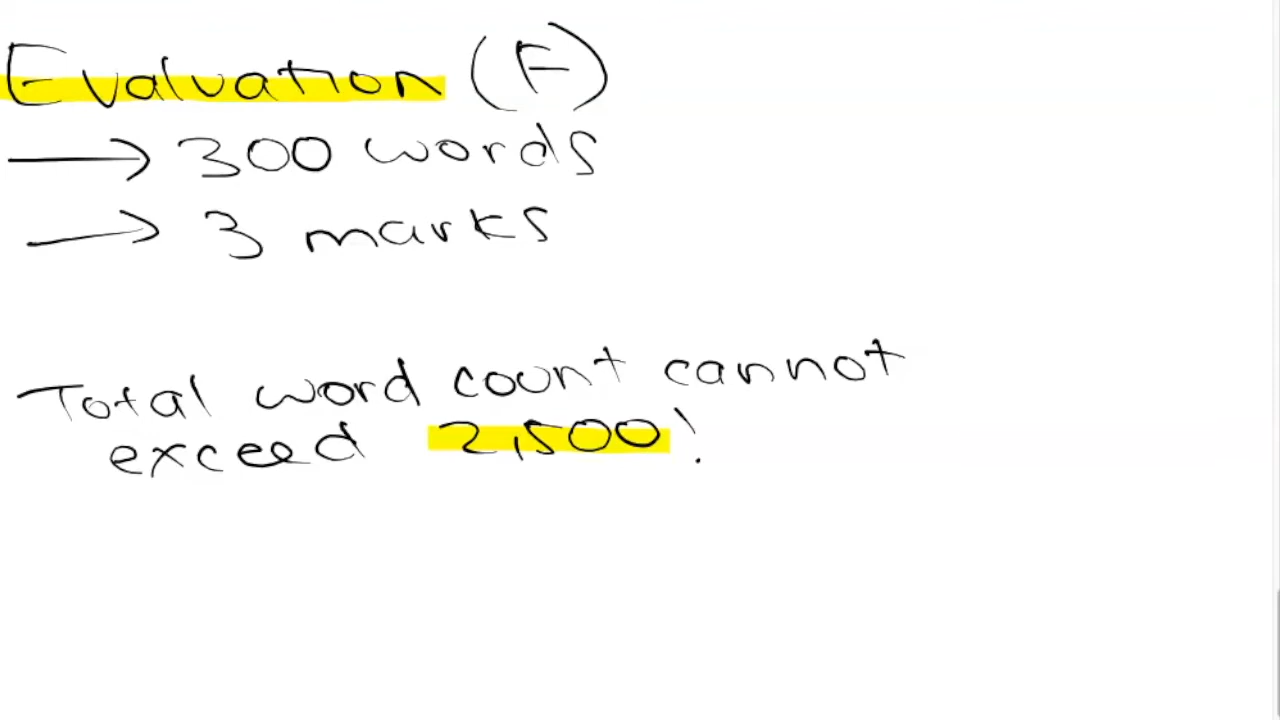 Evaluation (F)
→ 300 words
→ 3 marks
Total word count cannot
exceed 2,500!